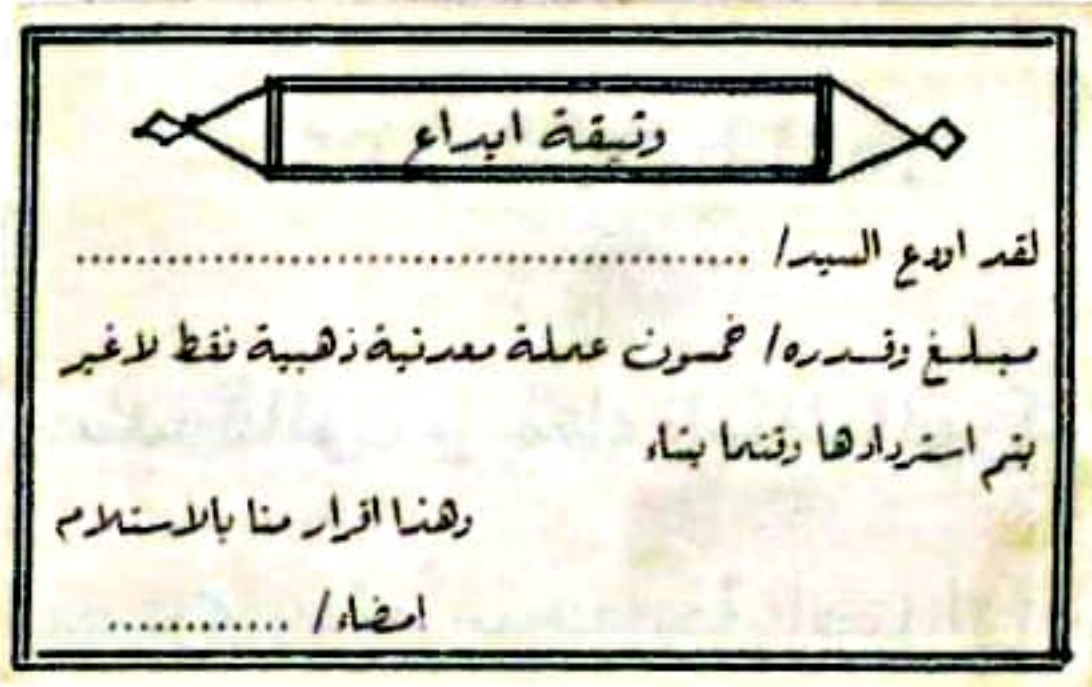 وثيقة ايداع
لقد اودع السيد/ ..............................................
مبلغ وقدره/ خمسون عملة معدنية ذهبية فقط لاغير
يتم استردادها وقتما يشاء
وهذا اقرار منا بالاستلام
امضاء/ .............